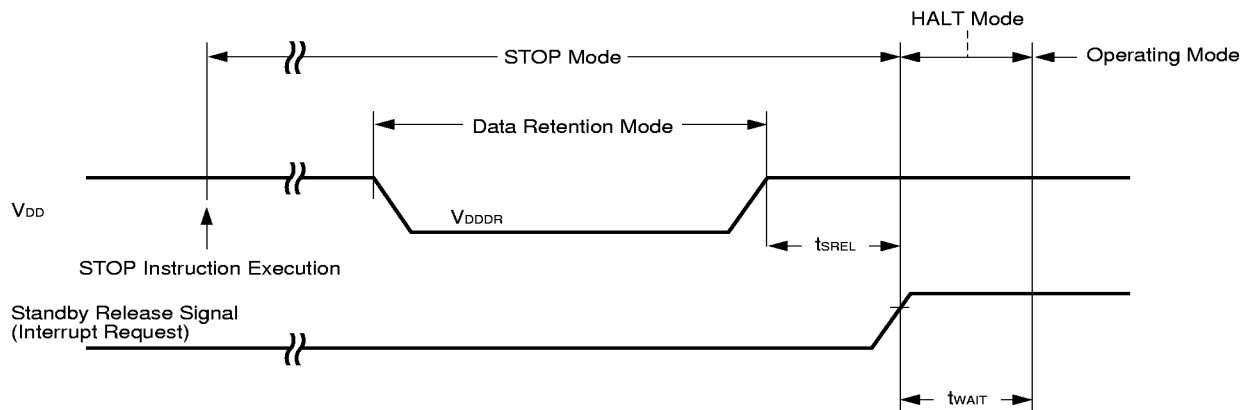 HALT Mode
STOP Mode
Operating Mode
Data Retention Mode
VDD
VDDDR
tSREL
STOP Instruction Execution
Standby Release Signal
(Interrupt Request)
tWAIT